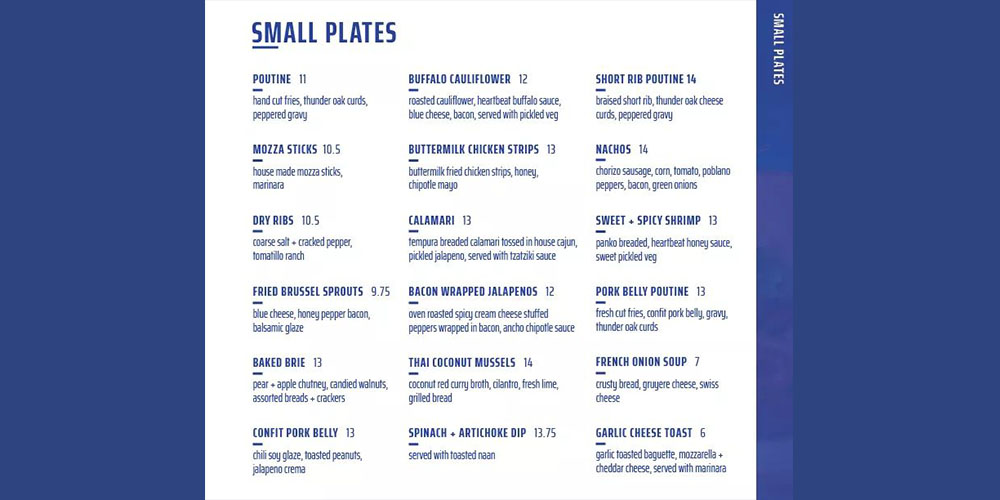 SMALL PLATES
POUTINE 11
hand cut fries, thunder oak curds,
peppered gravy
MOZZA STICKS 10.5
house made mozza sticks,
marinara
DRY RIBS 10.5
coarse salt + cracked pepper,
tomatillo ranch
FRIED BRUSSEL SPROUTS 9.75
blue cheese, honey pepper bacon,
balsamic glaze
BAKED BRIE 13
pear + apple chutney, candied walnuts,
assorted breads + crackers
CONFIT PORK BELLY 13
chili soy glaze, toasted peanuts,
jalapeno crema
BUFFALO CAULIFLOWER 12
roasted cauliflower, heartbeat buffalo sauce,
blue cheese, bacon, served with pickled veg
BUTTERMILK CHICKEN STRIPS 13
buttermilk fried chicken strips, honey,
chipotle mayo
CALAMARI 13
tempura breaded calamari tossed in house cajun,
pickled jalapeno, served with tzatziki sauce
BACON WRAPPED JALAPENOS 12
oven roasted spicy cream cheese stuffed
peppers wrapped in bacon, ancho chipotle sauce
THAI COCONUT MUSSELS 14
coconut red curry broth, cilantro, fresh lime,
grilled bread
SPINACH + ARTICHOKE DIP 13.75
served with toasted naan
SHORT RIB POUTINE 14
braised short rib, thunder oak cheese
curds, peppered gravy
NACHOS 14
chorizo sausage, corn, tomato, poblano
peppers, bacon, green onions
SWEET + SPICY SHRIMP 13
panko breaded, heartbeat honey sauce,
sweet pickled veg
PORK BELLY POUTINE 13
fresh cut fries, confit pork belly, gravy,
thunder oak curds
FRENCH ONION SOUP 7
crusty bread, gruyere cheese, swiss
cheese
GARLIC CHEESE TOAST 6
garlic toasted baguette, mozzarella +
cheddar cheese, served with marinara
SMALL PLATES